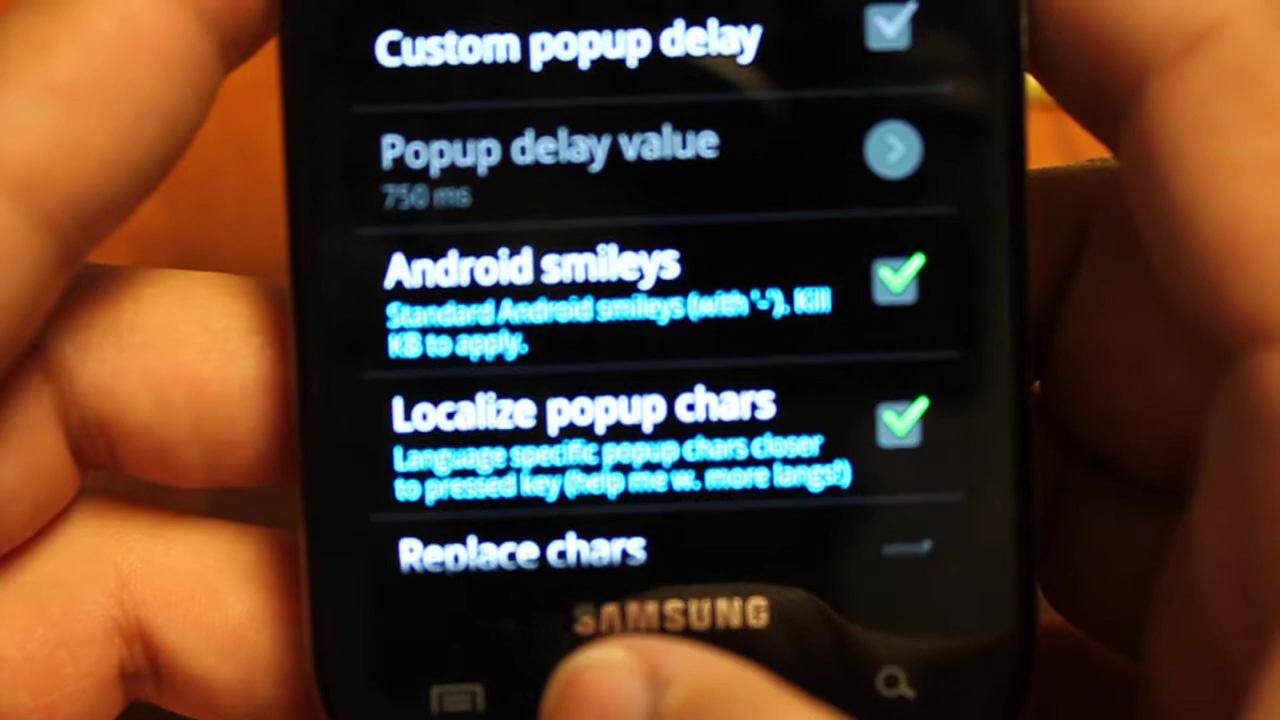 Custom popup delay
Popup delay value
750 ms
Android smileys
Standard Android smileys (with '-'). Kill
KB to apply.
Localize popup chars
Language specific popup chars closer
to pressed key (help me w. more langs!)
Replace chars
SAMSUNG